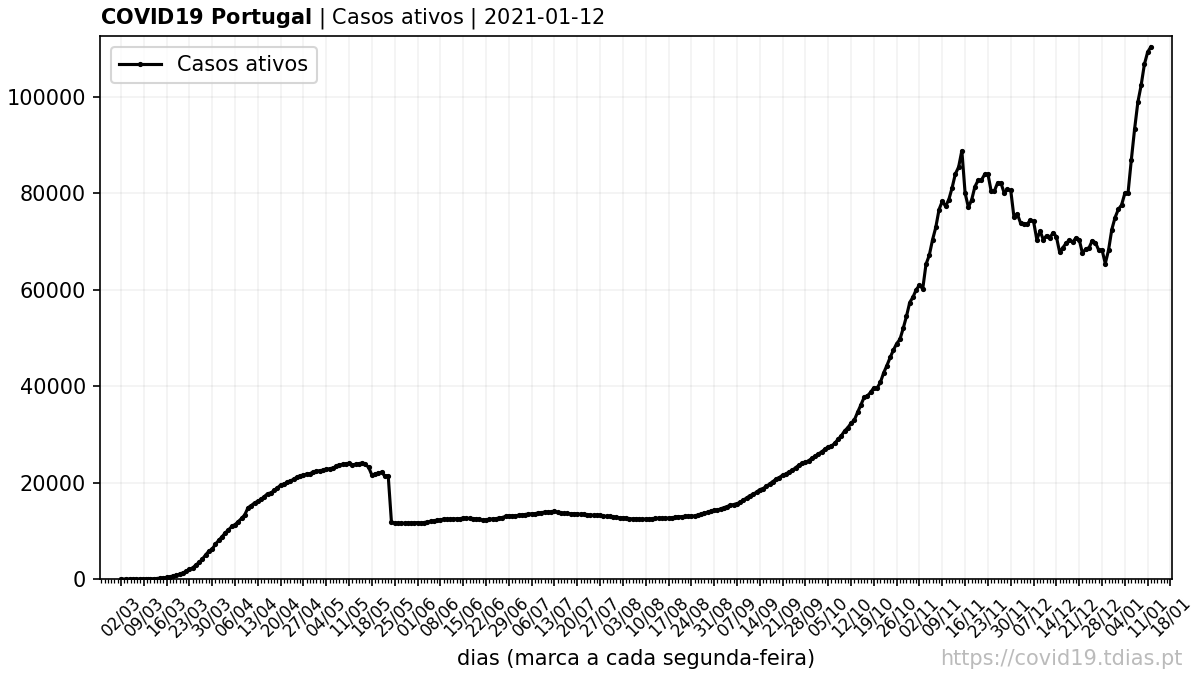 COVID19 Portugal | Casos ativos | 2021-01-12
Casos ativos
100000
80000
60000
40000
20000
0
02/03 09/03 16/03 23/03 30/03 06/04 13/04 20/04 27/04 04/05 11/05 18/05 25/05 01/06 08/06 15/06 22/06 29/06 06/07 13/07 20/07 27/07 03/08 10/08 17/08 24/08 31/08 07/09 14/09 21/09 28/09 05/10 12/10 19/10 26/10 02/11 09/11 16/11 23/11 30/11 07/12 14/12 21/12 28/12 04/01 11/01 18/01
dias (marca a cada segunda-feira)
https://covid19.tdias.pt